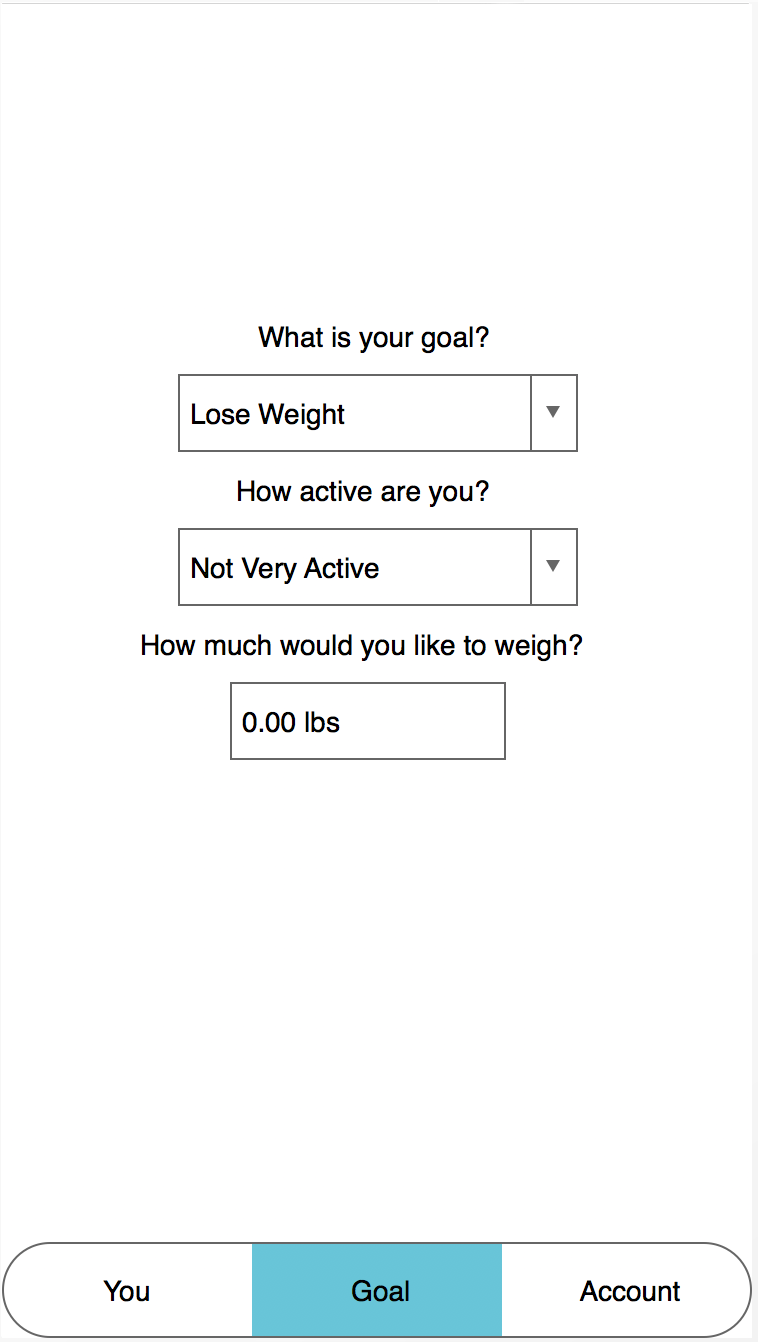 What is your goal?
Lose Weight
How active are you?
Not Very Active
How much would you like to weigh?
0.00 lbs
You Goal Account